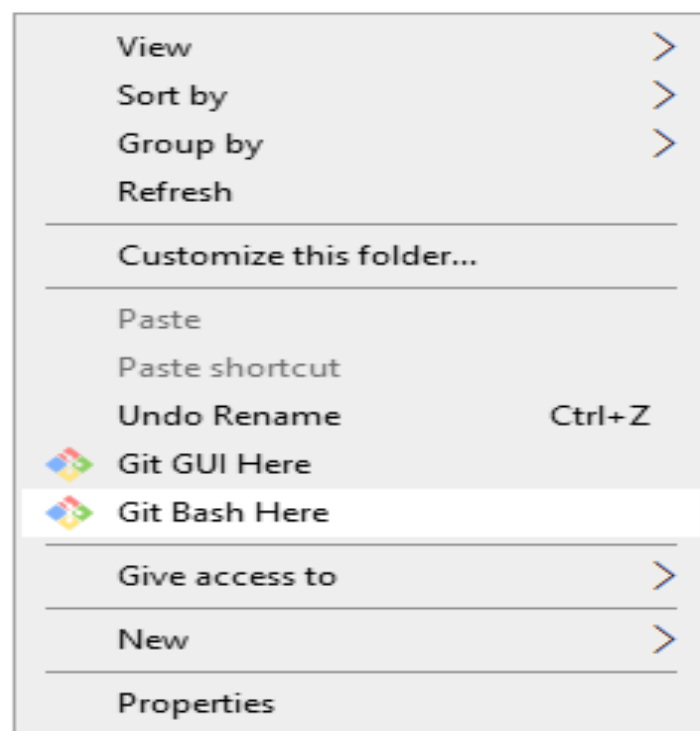 View
Sort by
Group by
Refresh
Customize this folder...
Paste
Paste shortcut
Undo Rename Ctrl+Z
Git GUI Here
Git Bash Here
Give access to
New
Properties